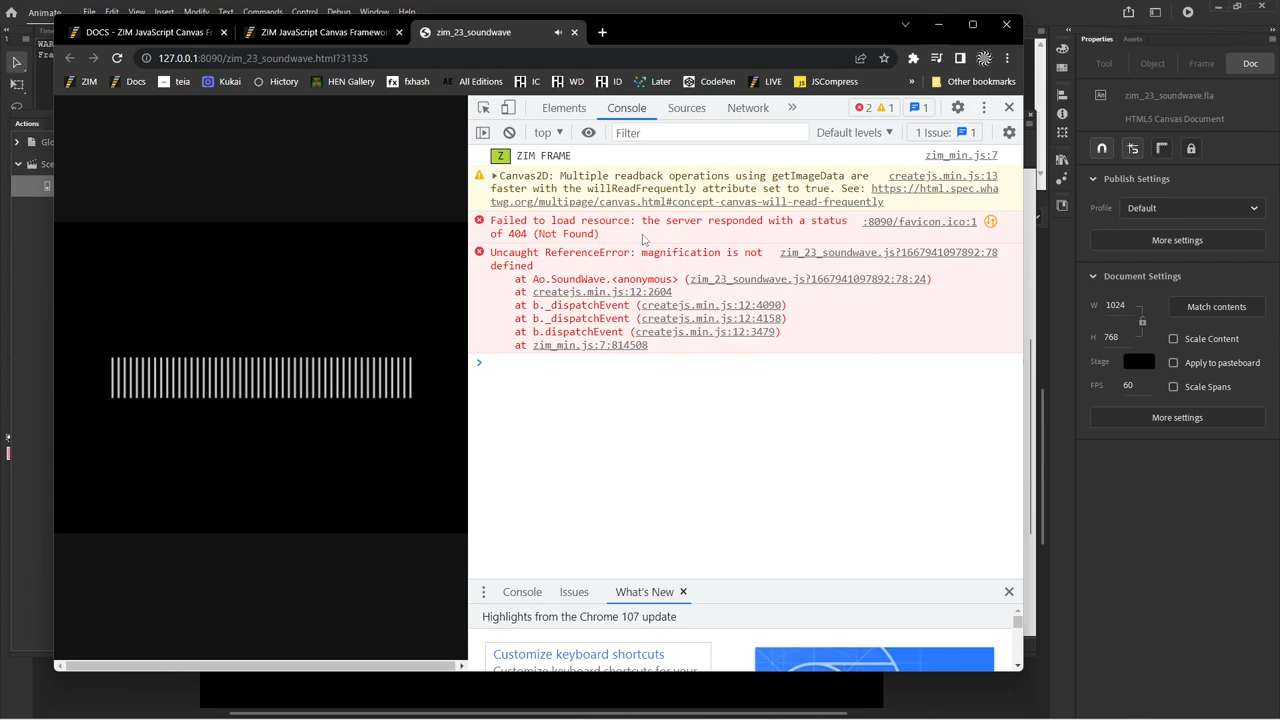 Animate
File Edit View Insert Modify Text Commands Control Debug Window Help
DOCS - ZIM JavaScript Canvas Fr
ZIM JavaScript Canvas Framework
zim_23_soundwave
127.0.0.1:8090/zim_23_soundwave.html?31335
ZIM Docs teia Kukai Hictory HEN Gallery fx fxhash AE All Editions IC WD ID Later CodePen LIVE JS JSCompress » Other bookmarks
Elements Console Sources Network » 2 1 1
top Filter Default levels 1 Issue: 1
Z ZIM FRAME zim_min.js:7
Canvas2D: Multiple readback operations using getImageData are createjs.min.js:13
faster with the willReadFrequently attribute set to true. See: https://html.spec.wha
twg.org/multipage/canvas.html#concept-canvas-will-read-frequently
Failed to load resource: the server responded with a status :8090/favicon.ico:1
of 404 (Not Found)
Uncaught ReferenceError: magnification is not zim_23_soundwave.js?1667941097892:78
defined
at Ao.SoundWave.<anonymous> (zim_23_soundwave.js?1667941097892:78:24)
at createjs.min.js:12:2604
at b._dispatchEvent (createjs.min.js:12:4090)
at b._dispatchEvent (createjs.min.js:12:4158)
at b.dispatchEvent (createjs.min.js:12:3479)
at zim_min.js:7:814508
>
Console Issues What's New
Highlights from the Chrome 107 update
Customize keyboard shortcuts
Customize keyboard shortcuts for your
Actions
Properties Assets
Tool Object Frame Doc
An zim_23_soundwave.fla
HTML5 Canvas Document
Publish Settings
Profile Default
More settings
Document Settings
W 1024 Match contents
H 768 Scale Content
Stage Apply to pasteboard
FPS 60 Scale Spans
More settings